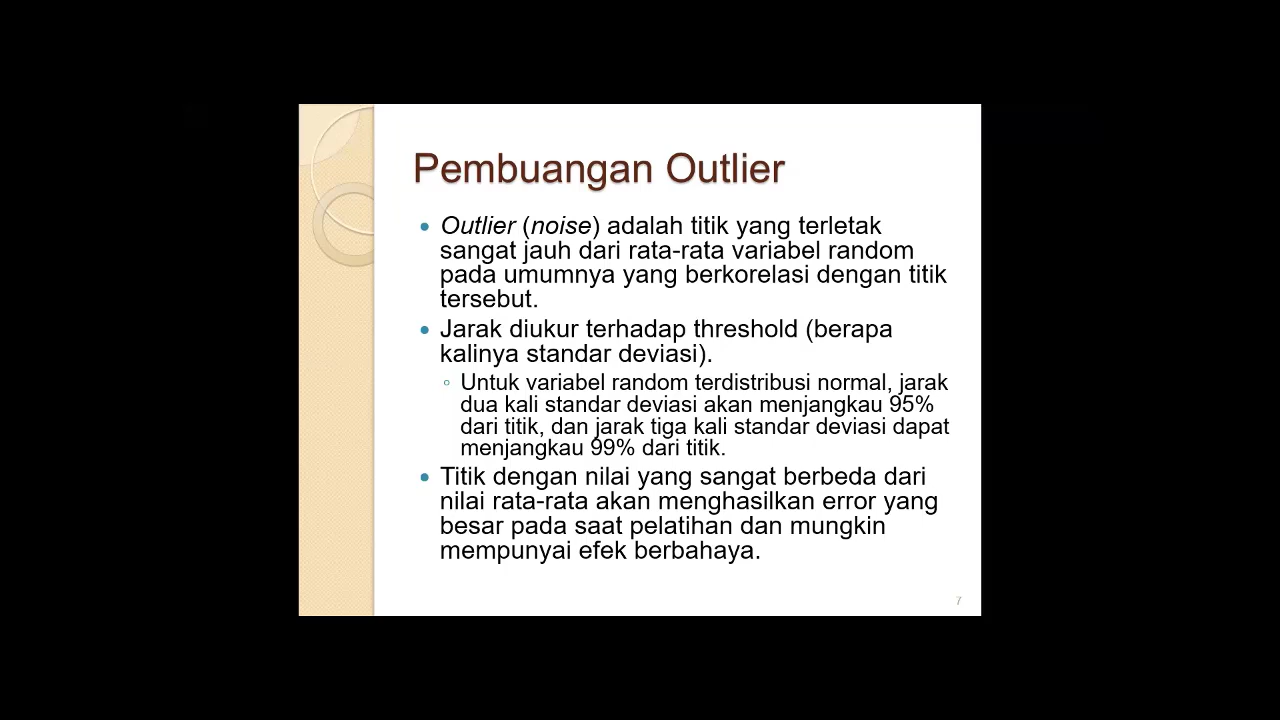 Pembuangan Outlier
• Outlier (noise) adalah titik yang terletak
sangat jauh dari rata-rata variabel random
pada umumnya yang berkorelasi dengan titik
tersebut.
• Jarak diukur terhadap threshold (berapa
kalinya standar deviasi).
◦ Untuk variabel random terdistribusi normal, jarak
dua kali standar deviasi akan menjangkau 95%
dari titik, dan jarak tiga kali standar deviasi dapat
menjangkau 99% dari titik.
• Titik dengan nilai yang sangat berbeda dari
nilai rata-rata akan menghasilkan error yang
besar pada saat pelatihan dan mungkin
mempunyai efek berbahaya.
7